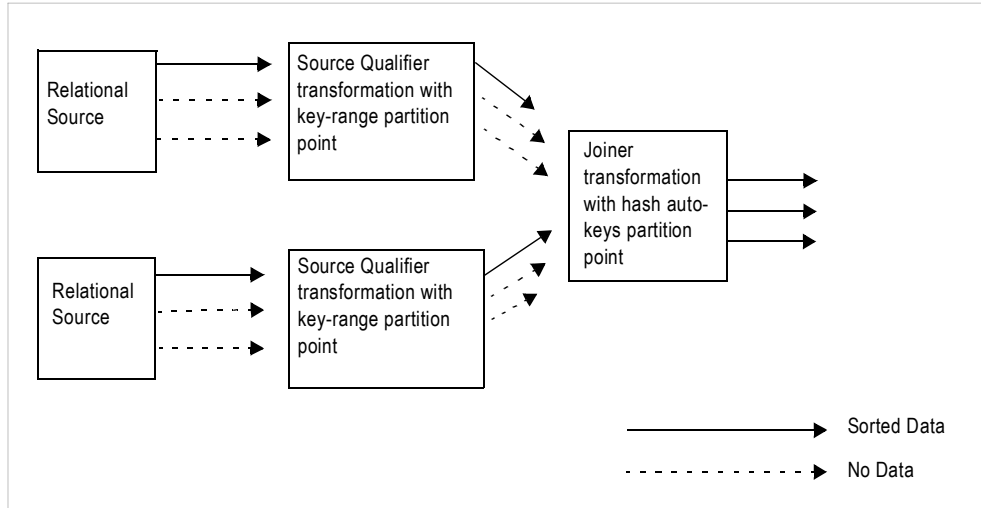 Relational
Source
Source Qualifier
transformation with
key-range partition
point
Joiner
transformation
with hash auto-
keys partition
point
Relational
Source
Source Qualifier
transformation with
key-range partition
point
Sorted Data
No Data